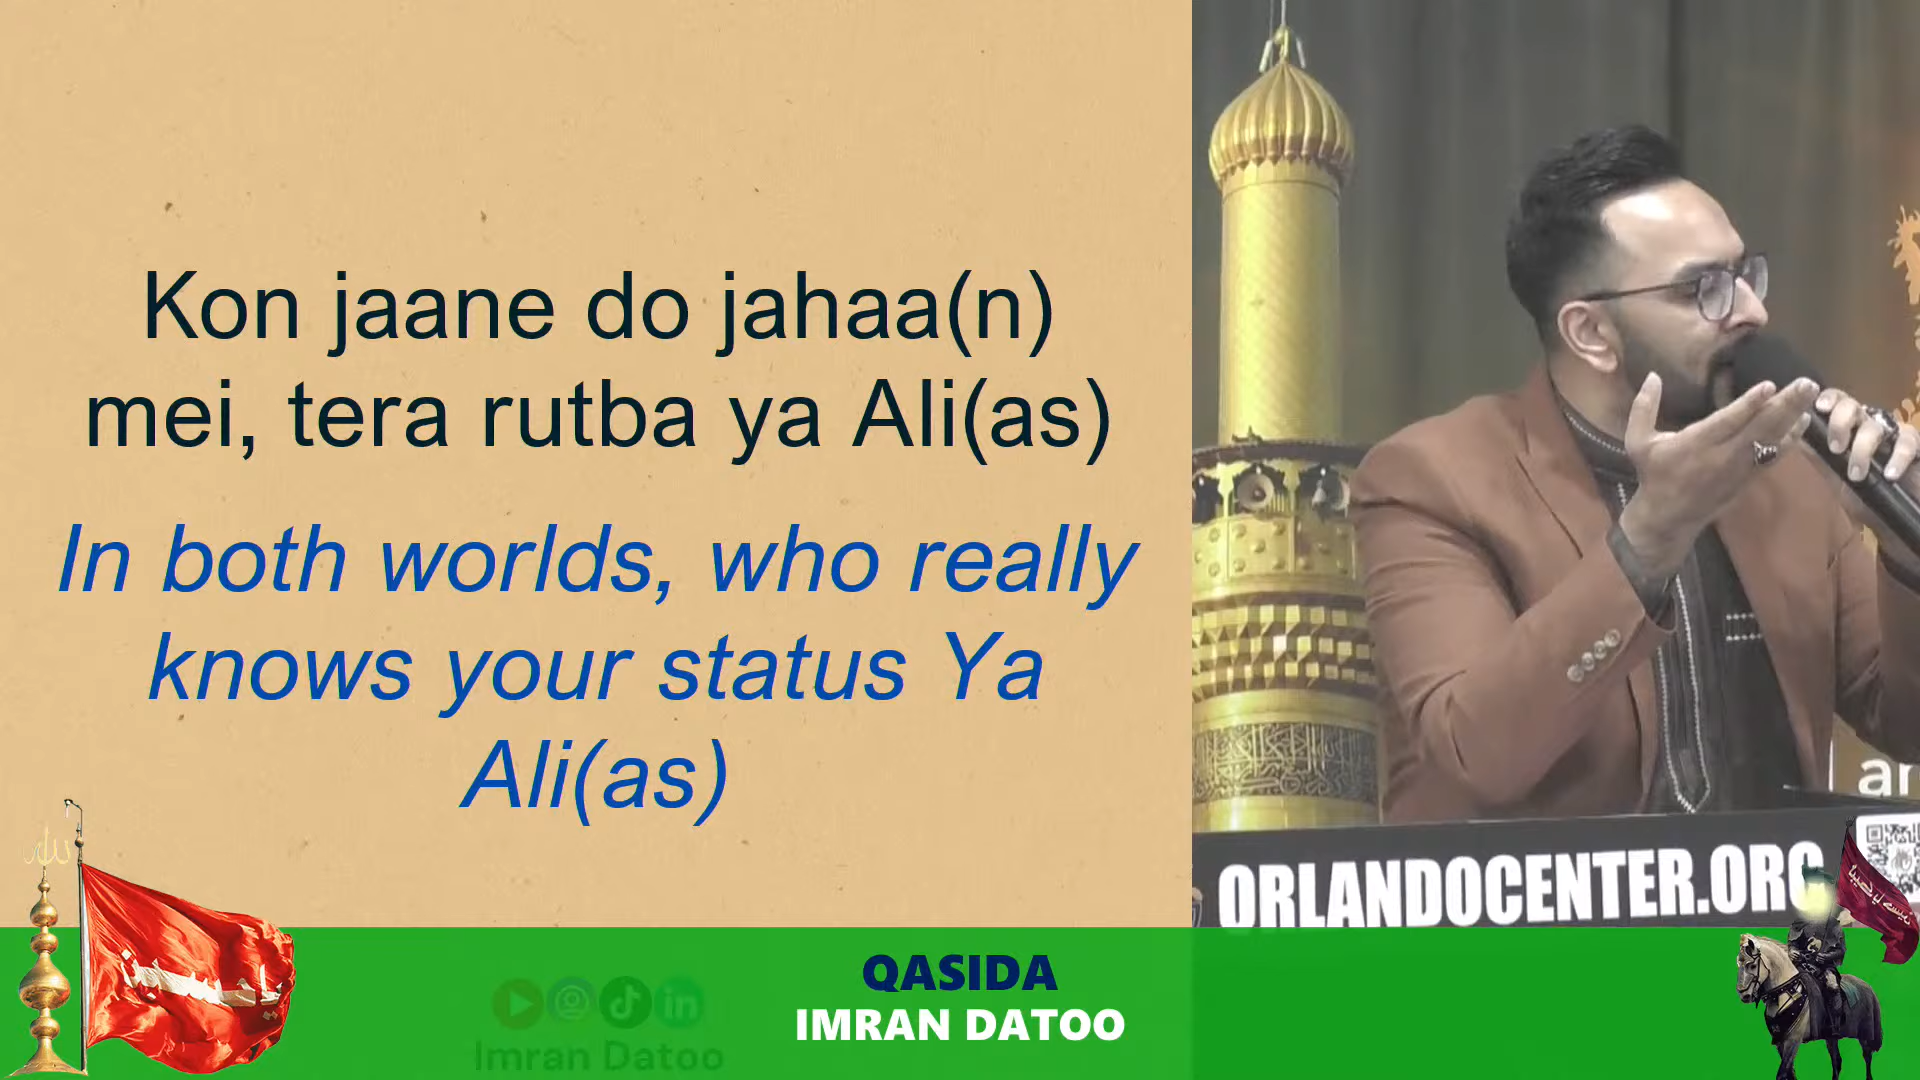 Kon jaane do jahaa(n)
mei, tera rutba ya Ali(as)
In both worlds, who really
knows your status Ya
Ali(as)
ORLANDOCENTER.ORG
QASIDA
IMRAN DATOO
Imran Datoo